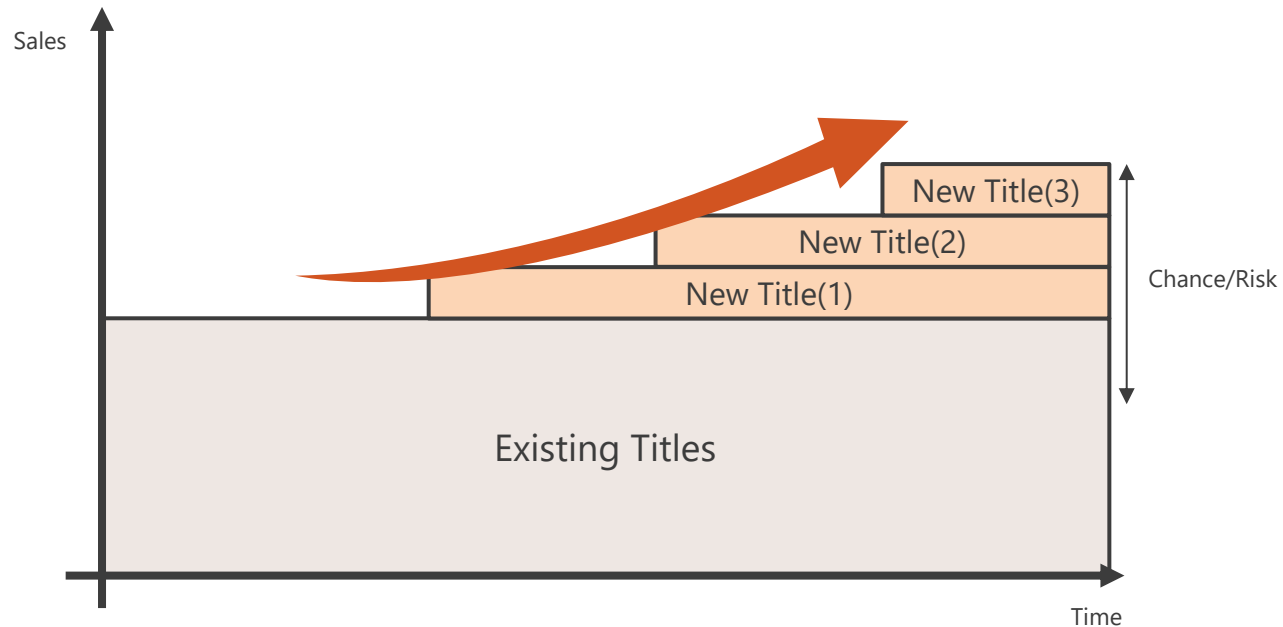 Sales
New Title(3)
New Title(2)
New Title(1)
Chance/Risk
Existing Titles
Time